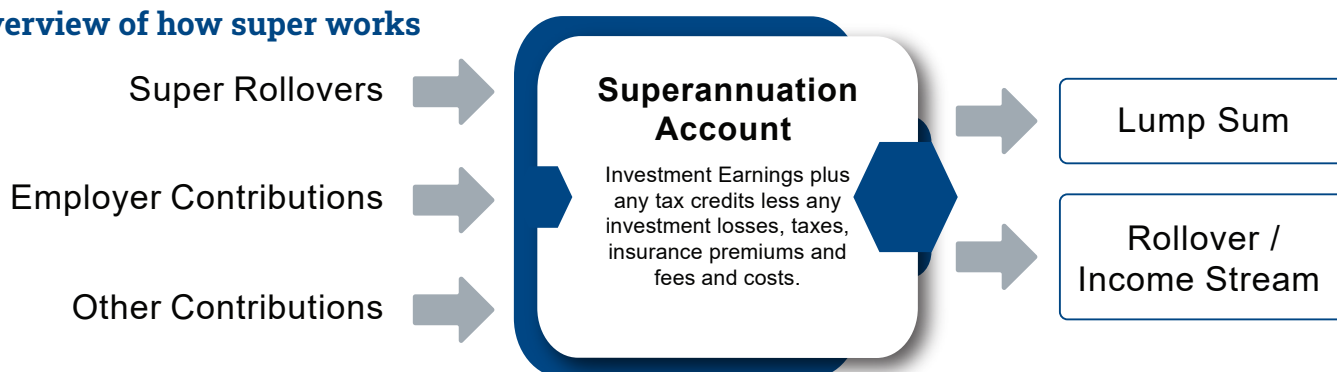 verview of how super works
Super Rollovers
Employer Contributions
Other Contributions
Superannuation
Account
Investment Earnings plus
any tax credits less any
investment losses, taxes,
insurance premiums and
fees and costs.
Lump Sum
Rollover /
Income Stream